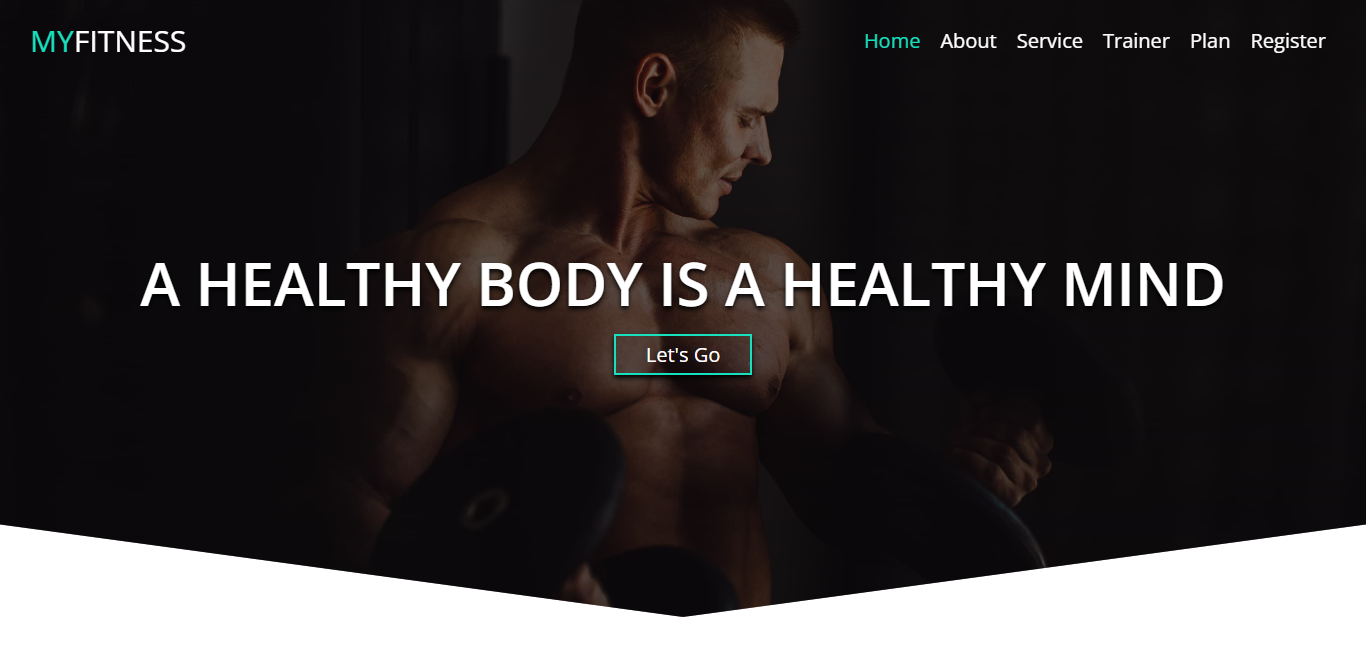 MYFITNESS
Home About Service Trainer Plan Register
A HEALTHY BODY IS A HEALTHY MIND
Let's Go